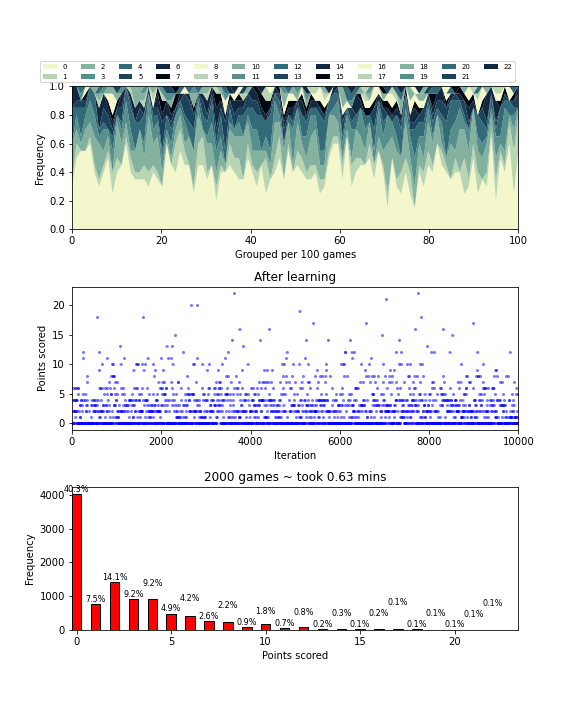 0 2 4 6 8 10 12 14 16 18 20 22
1 3 5 7 9 11 13 15 17 19 21
1.0
0.8
0.6
0.4
0.2
0.0
Frequency
0 20 40 60 80 100
Grouped per 100 games
After learning
20
15
10
5
0
Points scored
0 2000 4000 6000 8000 10000
Iteration
2000 games ~ took 0.63 mins
4000
3000
2000
1000
0
Frequency
40.3% 7.5% 14.1% 9.2% 9.2% 4.9% 4.2% 2.6% 2.2% 0.9% 1.8% 0.7% 0.8% 0.2% 0.3% 0.1% 0.2% 0.1% 0.1% 0.1% 0.1% 0.1% 0.1%
0 5 10 15 20
Points scored